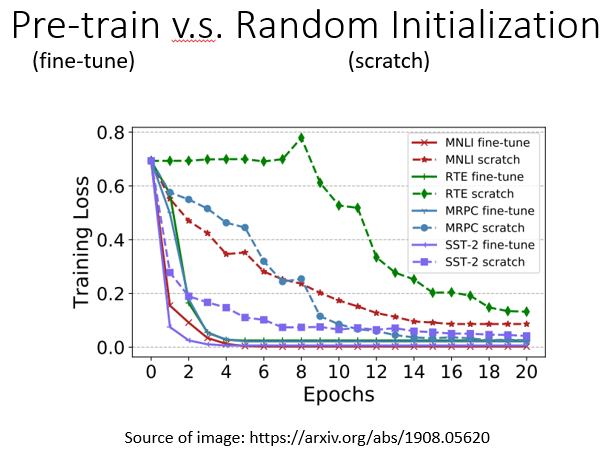 Pre-train v.s. Random Initialization
(fine-tune) (scratch)
0.8
0.6
0.4
0.2
0.0
Training Loss
MNLI fine-tune
MNLI scratch
RTE fine-tune
RTE scratch
MRPC fine-tune
MRPC scratch
SST-2 fine-tune
SST-2 scratch
0 2 4 6 8 10 12 14 16 18 20
Epochs
Source of image: https://arxiv.org/abs/1908.05620